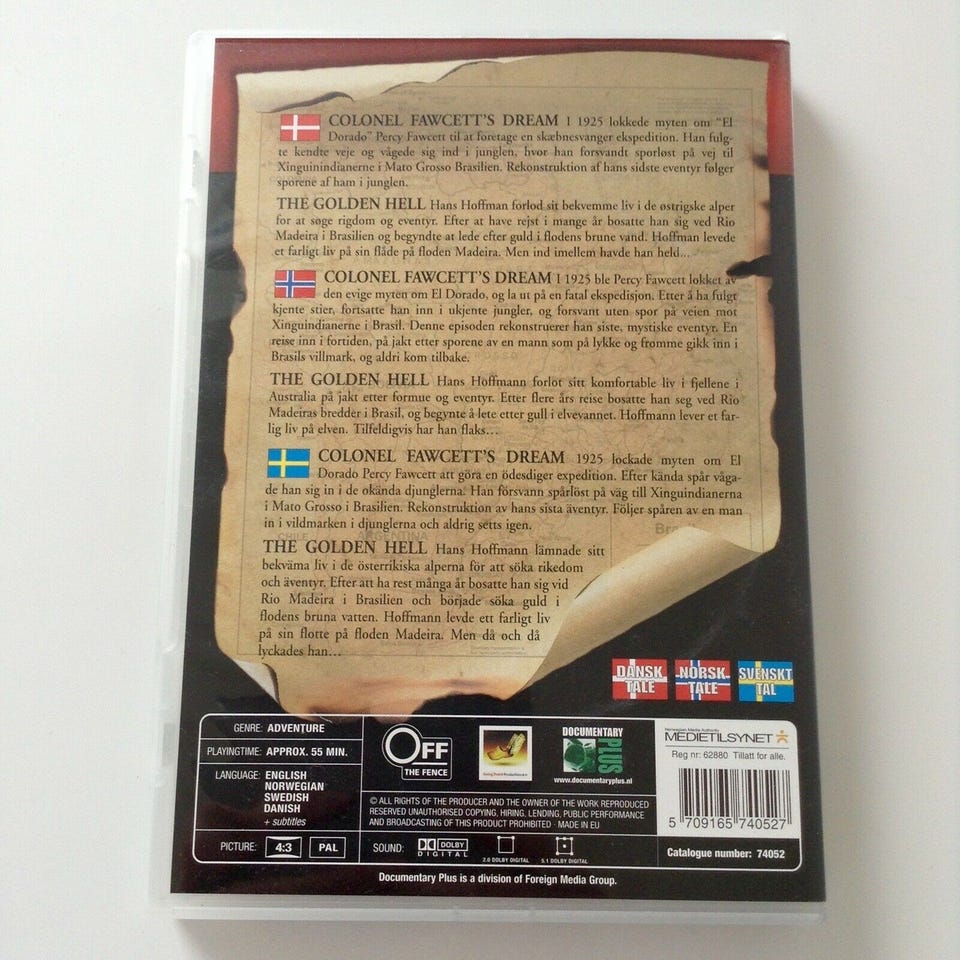 COLONEL FAWCETT'S DREAM I 1925 lokkede myten om "El
Dorado" Percy Fawcett til at foretage en skæbnesvanger ekspedition. Han fulg-
te kendte veje og vågede sig ind i junglen, hvor han forsvandt sporløst på vej til
Xinguinindianerne i Mato Grosso Brasilien. Rekonstruktion af hans sidste eventyr følger
sporene af ham i junglen.
THE GOLDEN HELL Hans Hoffman forlod sit bekvemme liv i de østrigske alper
for at søge rigdom og eventyr. Efter at have rejst i mange år bosatte han sig ved Rio
Madeira i Brasilien og begyndte at lede efter guld i flodens brune vand. Hoffman levede
et farligt liv på sin flåde på floden Madeira. Men ind imellem havde han held...
COLONEL FAWCETT'S DREAM I 1925 ble Percy Fawcett lokket av
den evige myten om El Dorado, og la ut på en fatal ekspedisjon. Etter å ha fulgt
kjente stier, fortsatte han inn i ukjente jungler, og forsvant uten spor på veien mot
Xinguindianerne i Brasil. Denne episoden rekonstruerer han siste, mystiske eventyr. En
reise inn i fortiden, på jakt etter sporene av en mann som på lykke og fromme gikk inn i
Brasils villmark, og aldri kom tilbake.
THE GOLDEN HELL Hans Hoffmann forlot sitt komfortable liv i fjellene i
Australia på jakt etter formue og eventyr. Etter flere års reise bosatte han seg ved Rio
Madeiras bredder i Brasil, og begynte å lete etter gull i elvevannet. Hoffmann lever et far-
lig liv på elven. Tilfeldigvis har han flaks...
COLONEL FAWCETT'S DREAM 1925 lockade myten om El
Dorado Percy Fawcett att göra en ödesdiger expedition. Efter kända spår våga-
de han sig in i de okända djunglerna. Han försvann spårlöst på väg till Xinguindianerna
i Mato Grosso i Brasilien. Rekonstruktion av hans sista äventyr. Följer spåren av en man
in i vildmarken i djunglerna och aldrig setts igen.
CHILE ARGENTINA Bra
THE GOLDEN HELL Hans Hoffmann lämnade sitt
bekväma liv i de österrikiska alperna för att söka rikedom
och äventyr. Efter att ha rest många år bosatte han sig vid
Rio Madeira i Brasilien och började söka guld i
flodens bruna vatten. Hoffmann levde ett farligt liv
på sin flotte på floden Madeira. Men då och då
lyckades han...
DANSK TALE
NORSK TALE
SVENSKT TAL
GENRE: ADVENTURE
PLAYINGTIME: APPROX. 55 MIN.
LANGUAGE: ENGLISH
NORWEGIAN
SWEDISH
DANISH
+ subtitles
PICTURE: 4:3 PAL
OFF
THE FENCE
DOCUMENTARY
PLUS
www.documentaryplus.nl
© ALL RIGHTS OF THE PRODUCER AND THE OWNER OF THE WORK REPRODUCED
RESERVED UNAUTHORISED COPYING, HIRING, LENDING, PUBLIC PERFORMANCE
AND BROADCASTING OF THIS PRODUCT PROHIBITED · MADE IN EU
SOUND: DOLBY
DIGITAL
2.0 DOLBY DIGITAL
5.1 DOLBY DIGITAL
Norwegian Media Authority
MEDIETILSYNET
Reg nr: 62880 Tillatt for alle.
5 709165 740527
Catalogue number: 74052
Documentary Plus is a division of Foreign Media Group.